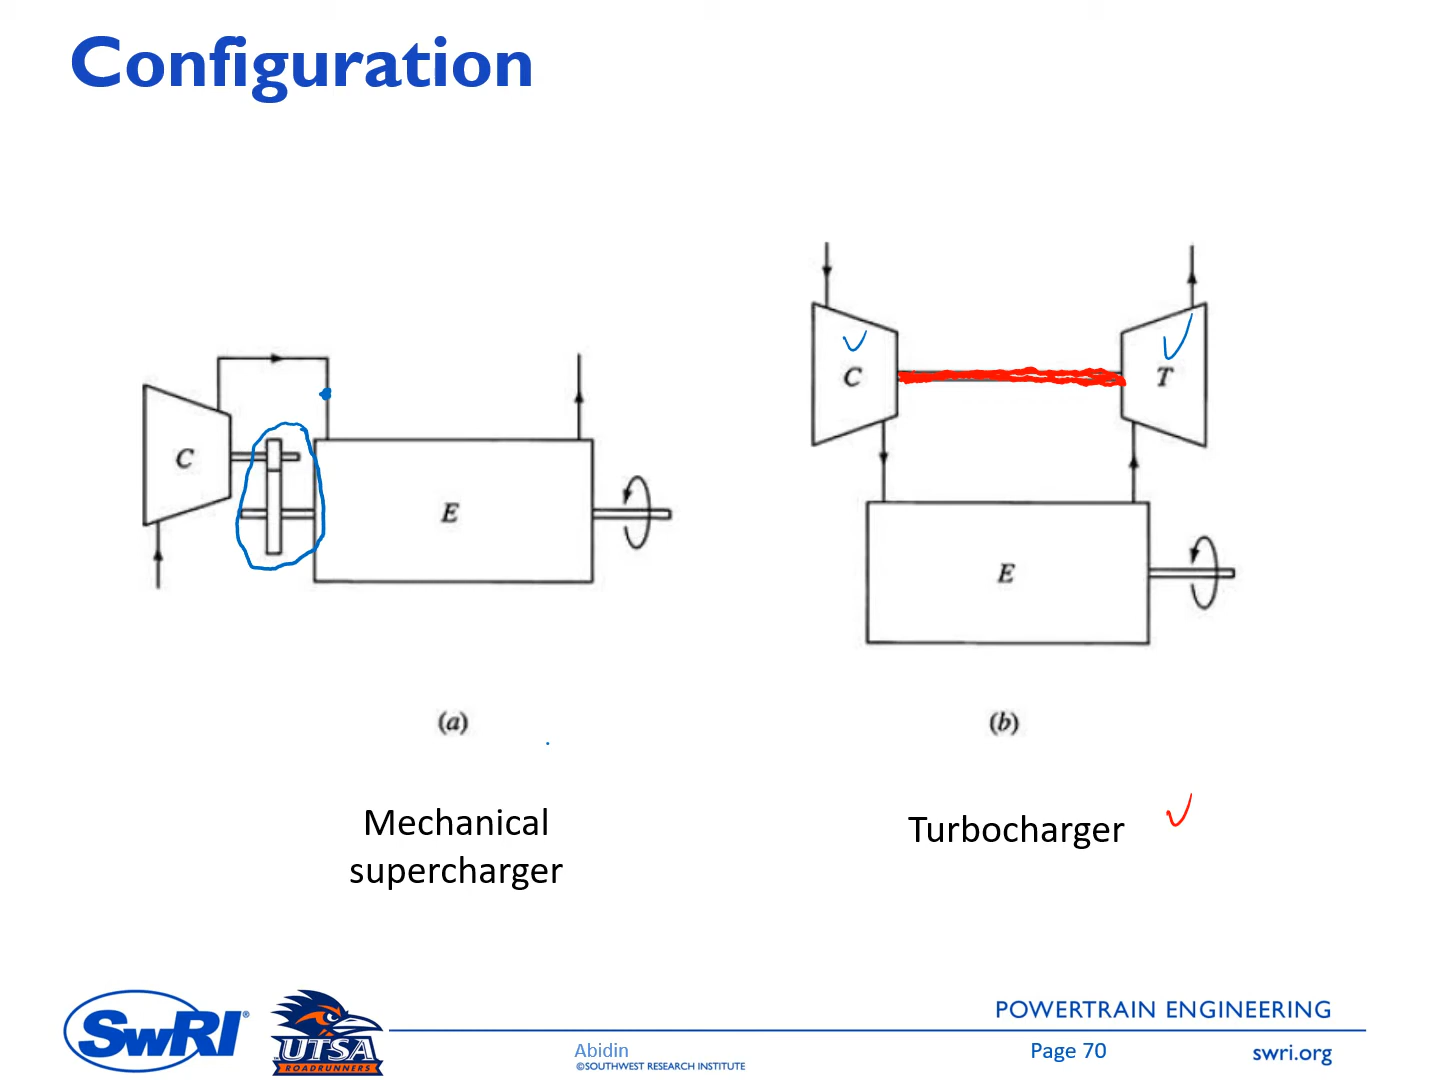 Configuration
C
E
(a)
Mechanical
supercharger
C
T
E
(b)
Turbocharger
SwRI®
UTSA
ROADRUNNERS
Abidin
©SOUTHWEST RESEARCH INSTITUTE
POWERTRAIN ENGINEERING
Page 70
swri.org